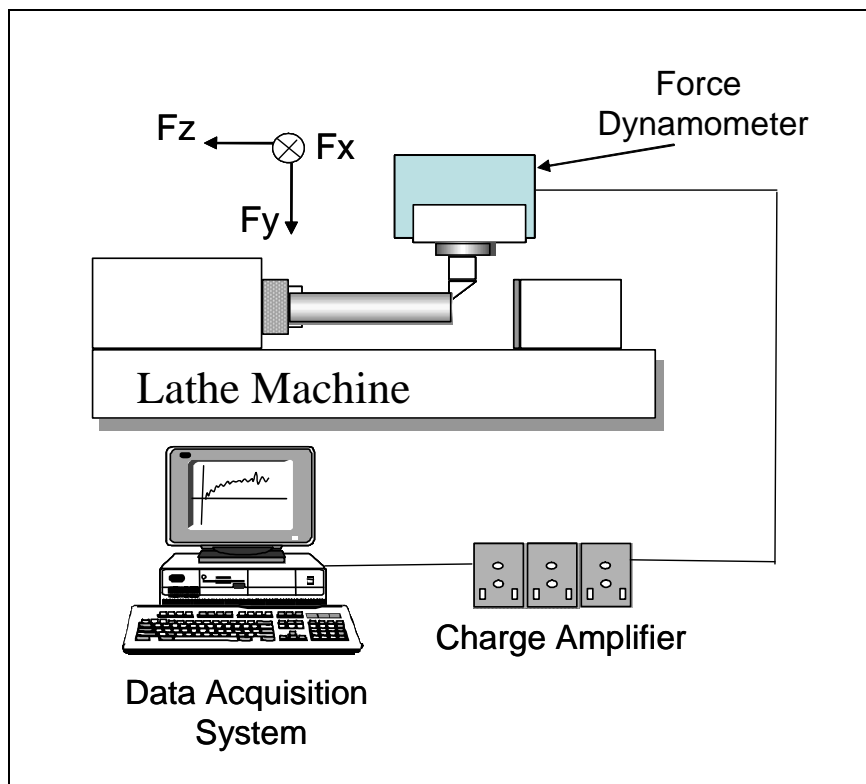 Force
Dynamometer
Fz
Fx
Fy
Lathe Machine
Charge Amplifier
Data Acquisition
System